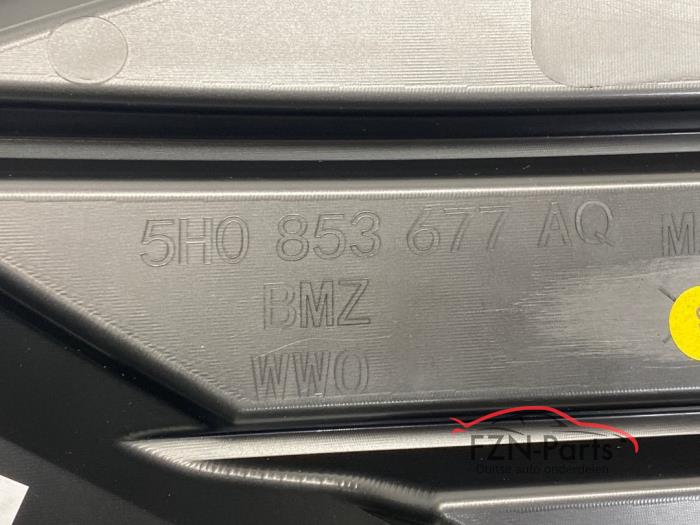 5H0 853 677 AQ M
BMZ
WWO
FZN-Parts
Duitse auto onderdelen